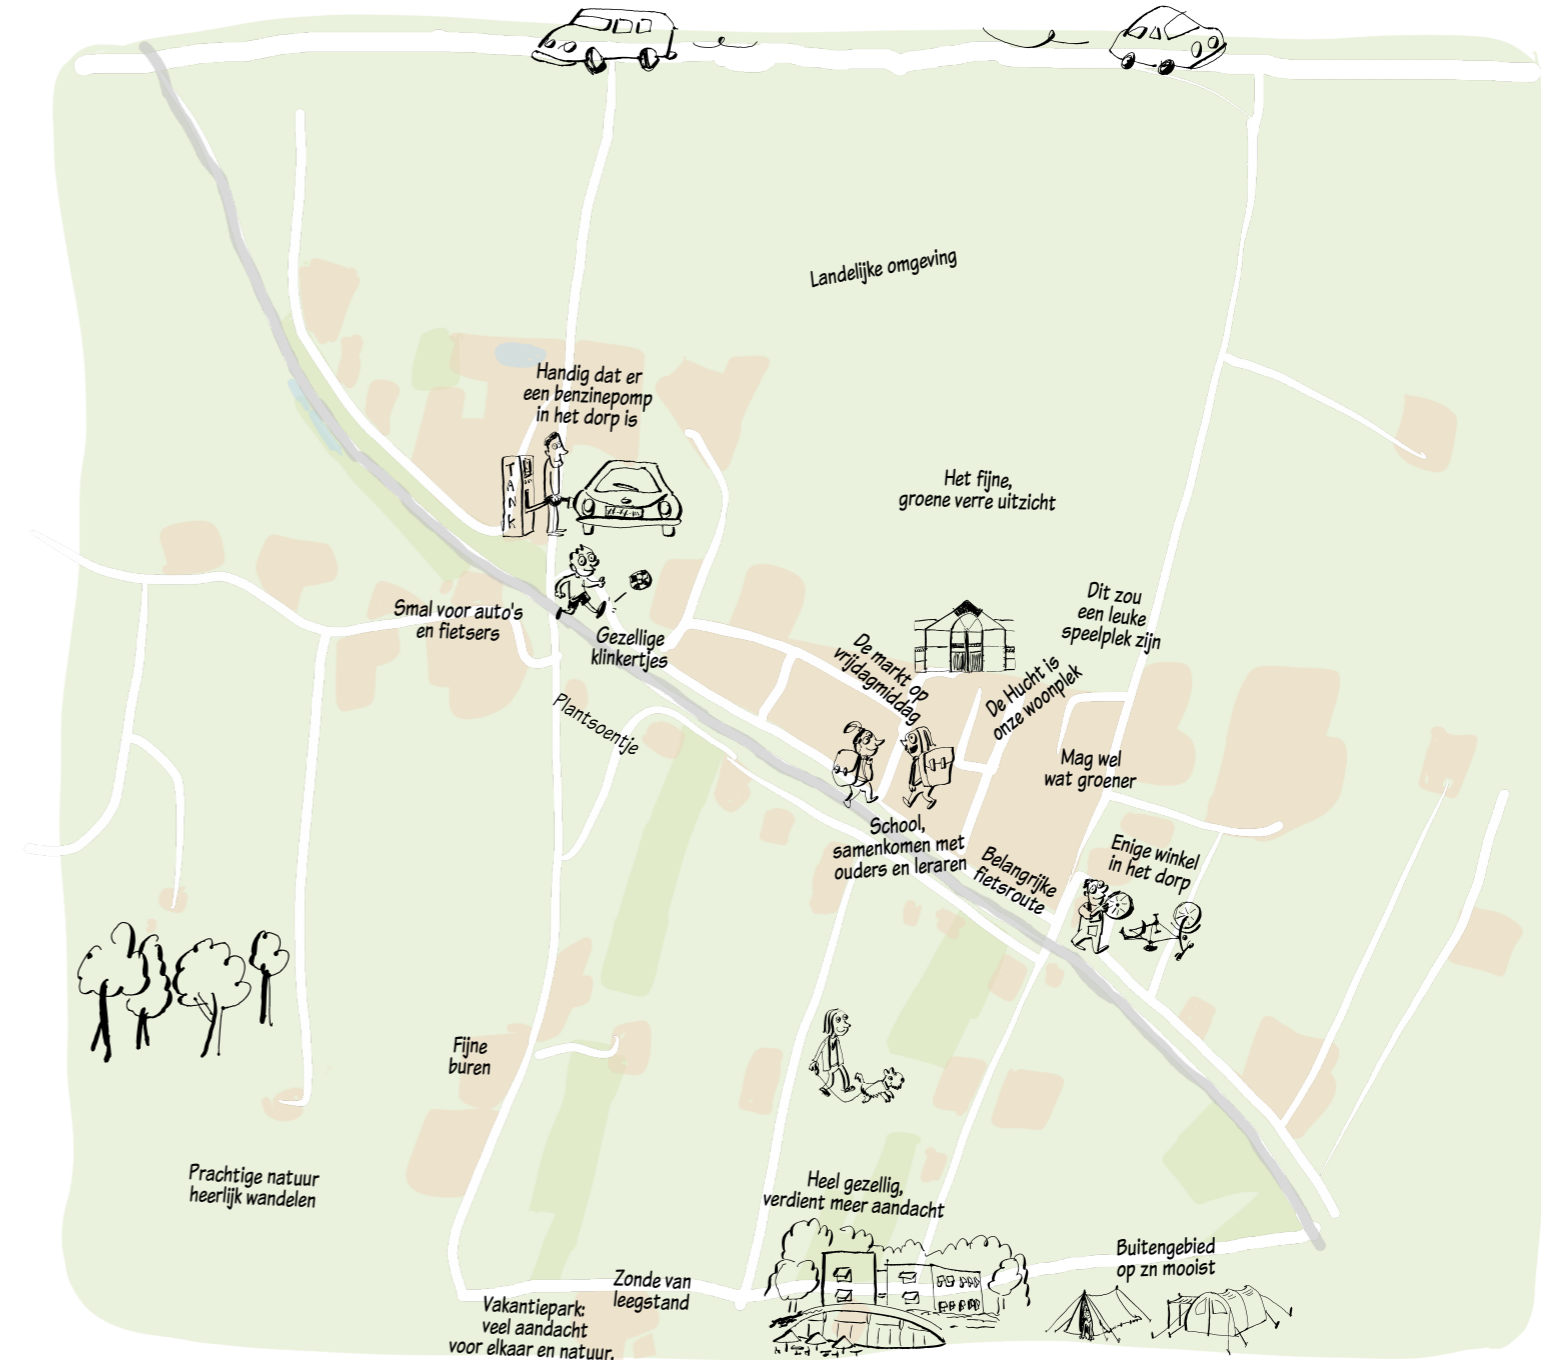 Landelijke omgeving
Handig dat er
een benzinepomp
in het dorp is
TANK
Het fijne,
groene verre uitzicht
Smal voor auto's
en fietsers
Gezellige
klinkertjes
Dit zou
een leuke
speelplek zijn
De markt op
vrijdagmiddag
De Hucht is
onze woonplek
Plantsoentje
Mag wel
wat groener
School,
samenkomen met
ouders en leraren
Belangrijke
fietsroute
Enige winkel
in het dorp
Fijne
buren
Prachtige natuur
heerlijk wandelen
Heel gezellig,
verdient meer aandacht
Buitengebied
op zn mooist
Zonde van
leegstand
Vakantiepark:
veel aandacht
voor elkaar en natuur.